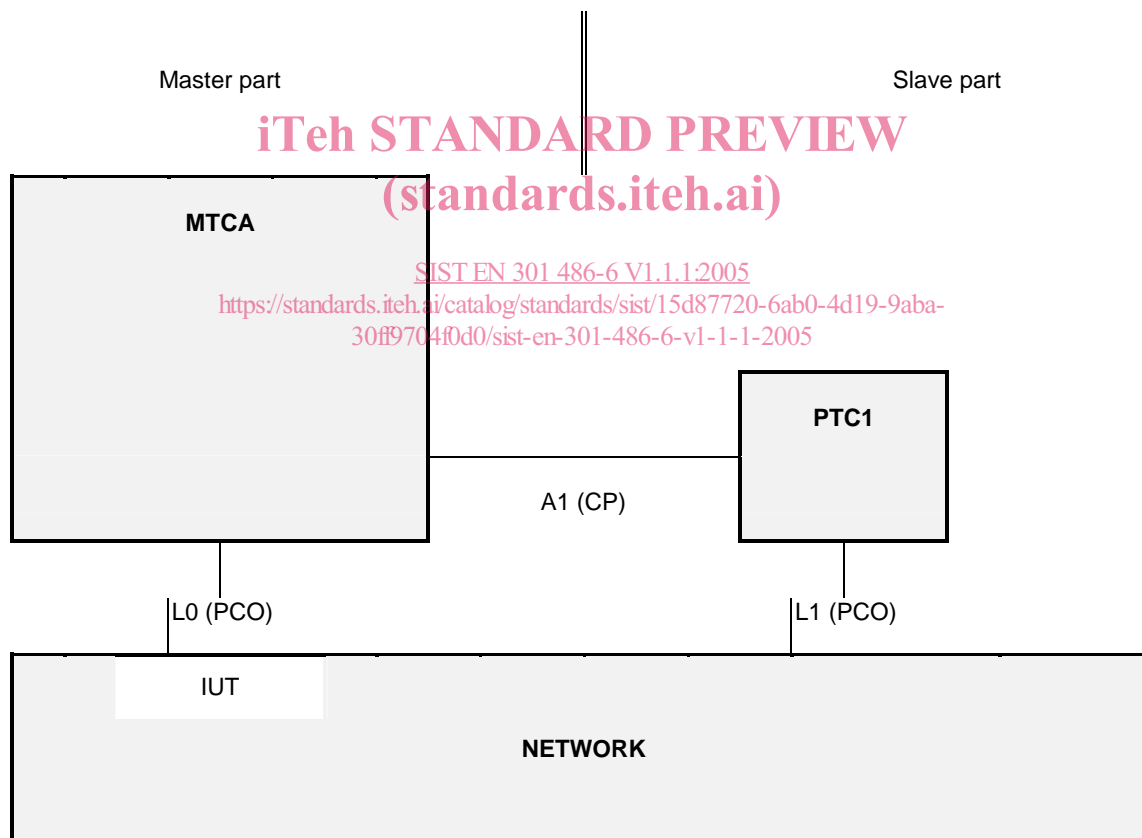 Master part
Slave part
iTeh STANDARD PREVIEW
(standards.iteh.ai)
MTCA
SIST EN 301 486-6 V1.1.1:2005
https://standards.iteh.ai/catalog/standards/sist/15d87720-6ab0-4d19-9aba-
30ff9704f0d0/sist-en-301-486-6-v1-1-1-2005
PTC1
A1 (CP)
L0 (PCO)
L1 (PCO)
IUT
NETWORK